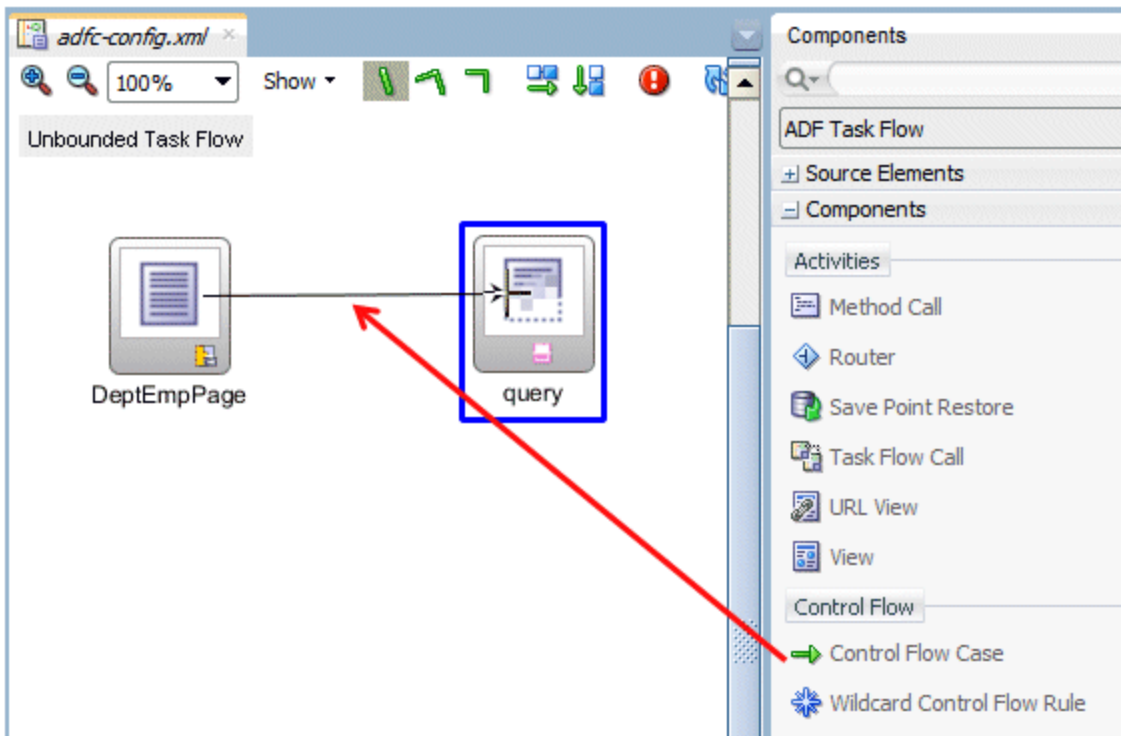 adfc-config.xml
100%
Show
Unbounded Task Flow
DeptEmpPage
query
Components
ADF Task Flow
Source Elements
Components
Activities
Method Call
Router
Save Point Restore
Task Flow Call
URL View
View
Control Flow
Control Flow Case
Wildcard Control Flow Rule